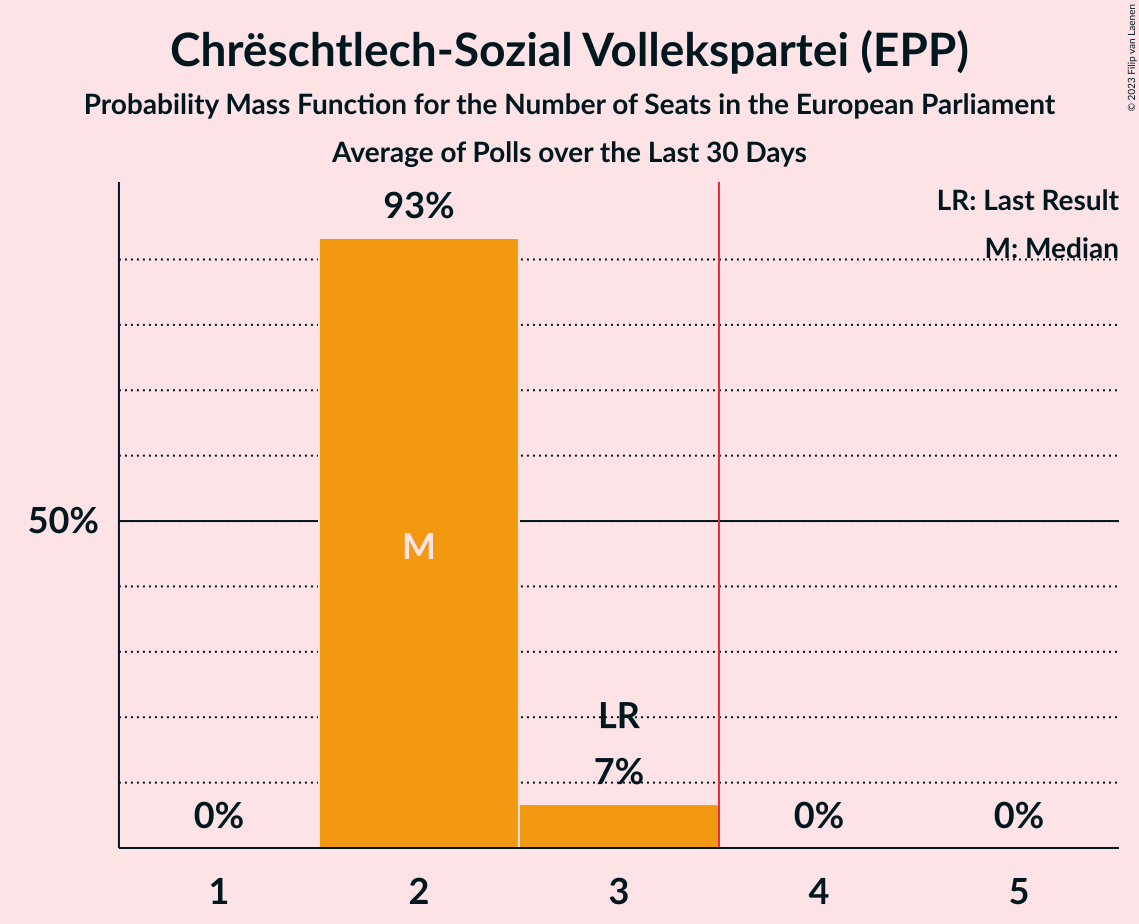 Chrëschtlech-Sozial Vollekspartei (EPP)
Probability Mass Function for the Number of Seats in the European Parliament
Average of Polls over the Last 30 Days
© 2023 Filip van Laenen
LR: Last Result
M: Median
93%
50%
M
LR
7%
0%
0%
0%
1
2
3
4
5